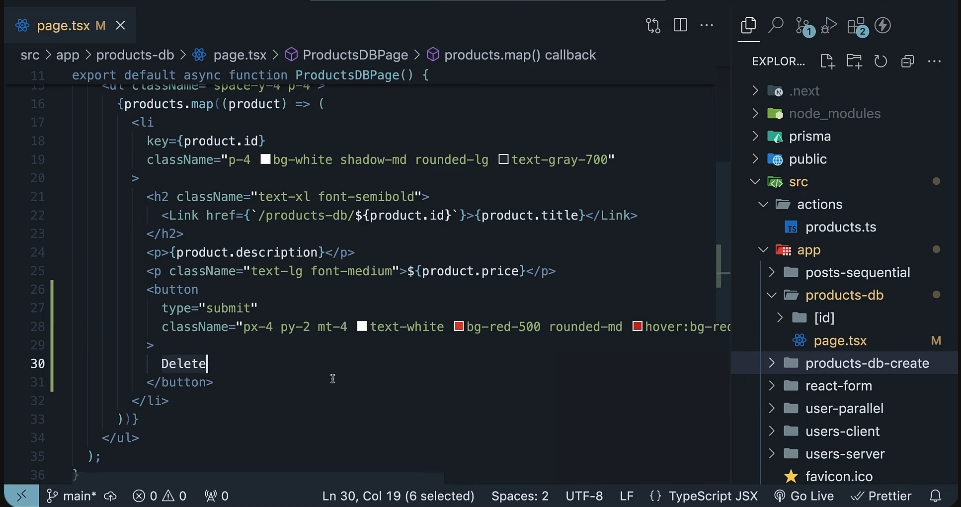 page.tsx M
EXPLOR...
src > app > products-db > page.tsx > ProductsDBPage > products.map() callback
11 export default async function ProductsDBPage() {
15 <ul className="space-y-4 p-4">
16 {products.map((product) => (
17 <li
18 key={product.id}
19 className="p-4 bg-white shadow-md rounded-lg text-gray-700"
20 >
21 <h2 className="text-xl font-semibold">
22 <Link href={`/products-db/${product.id}`}>{product.title}</Link>
23 </h2>
24 <p>{product.description}</p>
25 <p className="text-lg font-medium">${product.price}</p>
26 <button
27 type="submit"
28 className="px-4 py-2 mt-4 text-white bg-red-500 rounded-md hover:bg-red
29 >
30 Delete
31 </button>
32 </li>
33 ))}
34 </ul>
35 );
36 }
1
2
.next
node_modules
prisma
public
src
actions
TS products.ts
app
posts-sequential
products-db
[id]
page.tsx M
products-db-create
react-form
user-parallel
users-client
users-server
favicon.ico
main* 0 0 0 Ln 30, Col 19 (6 selected) Spaces: 2 UTF-8 LF {} TypeScript JSX Go Live Prettier